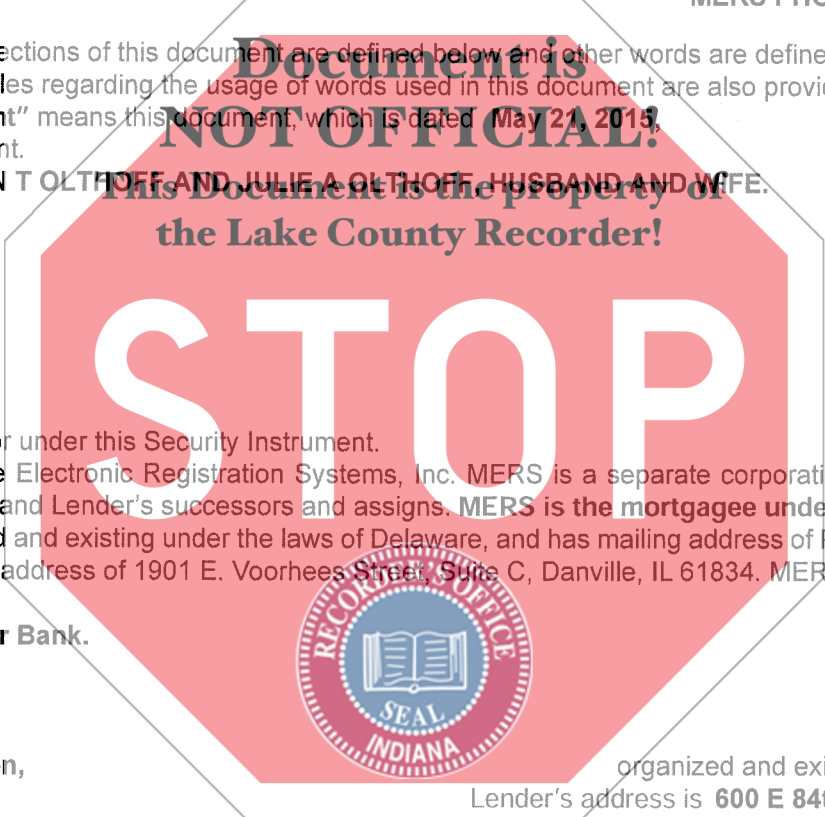 ections of this document are defined below and other words are define
Document is
les regarding the usage of words used in this document are also provi
nt" means this document, which is dated May 21, 2015,
NOT OFFICIAL!
nt.
N T OLTHOFF AND JULIE A OLTHOFF, HUSBAND AND WIFE.
This Document is the property of
the Lake County Recorder!
STOP
r under this Security Instrument.
e Electronic Registration Systems, Inc. MERS is a separate corporati
and Lender's successors and assigns. MERS is the mortgagee unde
d and existing under the laws of Delaware, and has mailing address of
address of 1901 E. Voorhees Street, Suite C, Danville, IL 61834. MER
r Bank.
RECORDER'S OFFICE
SEAL
INDIANA
n,
organized and exi
Lender's address is 600 E 84t